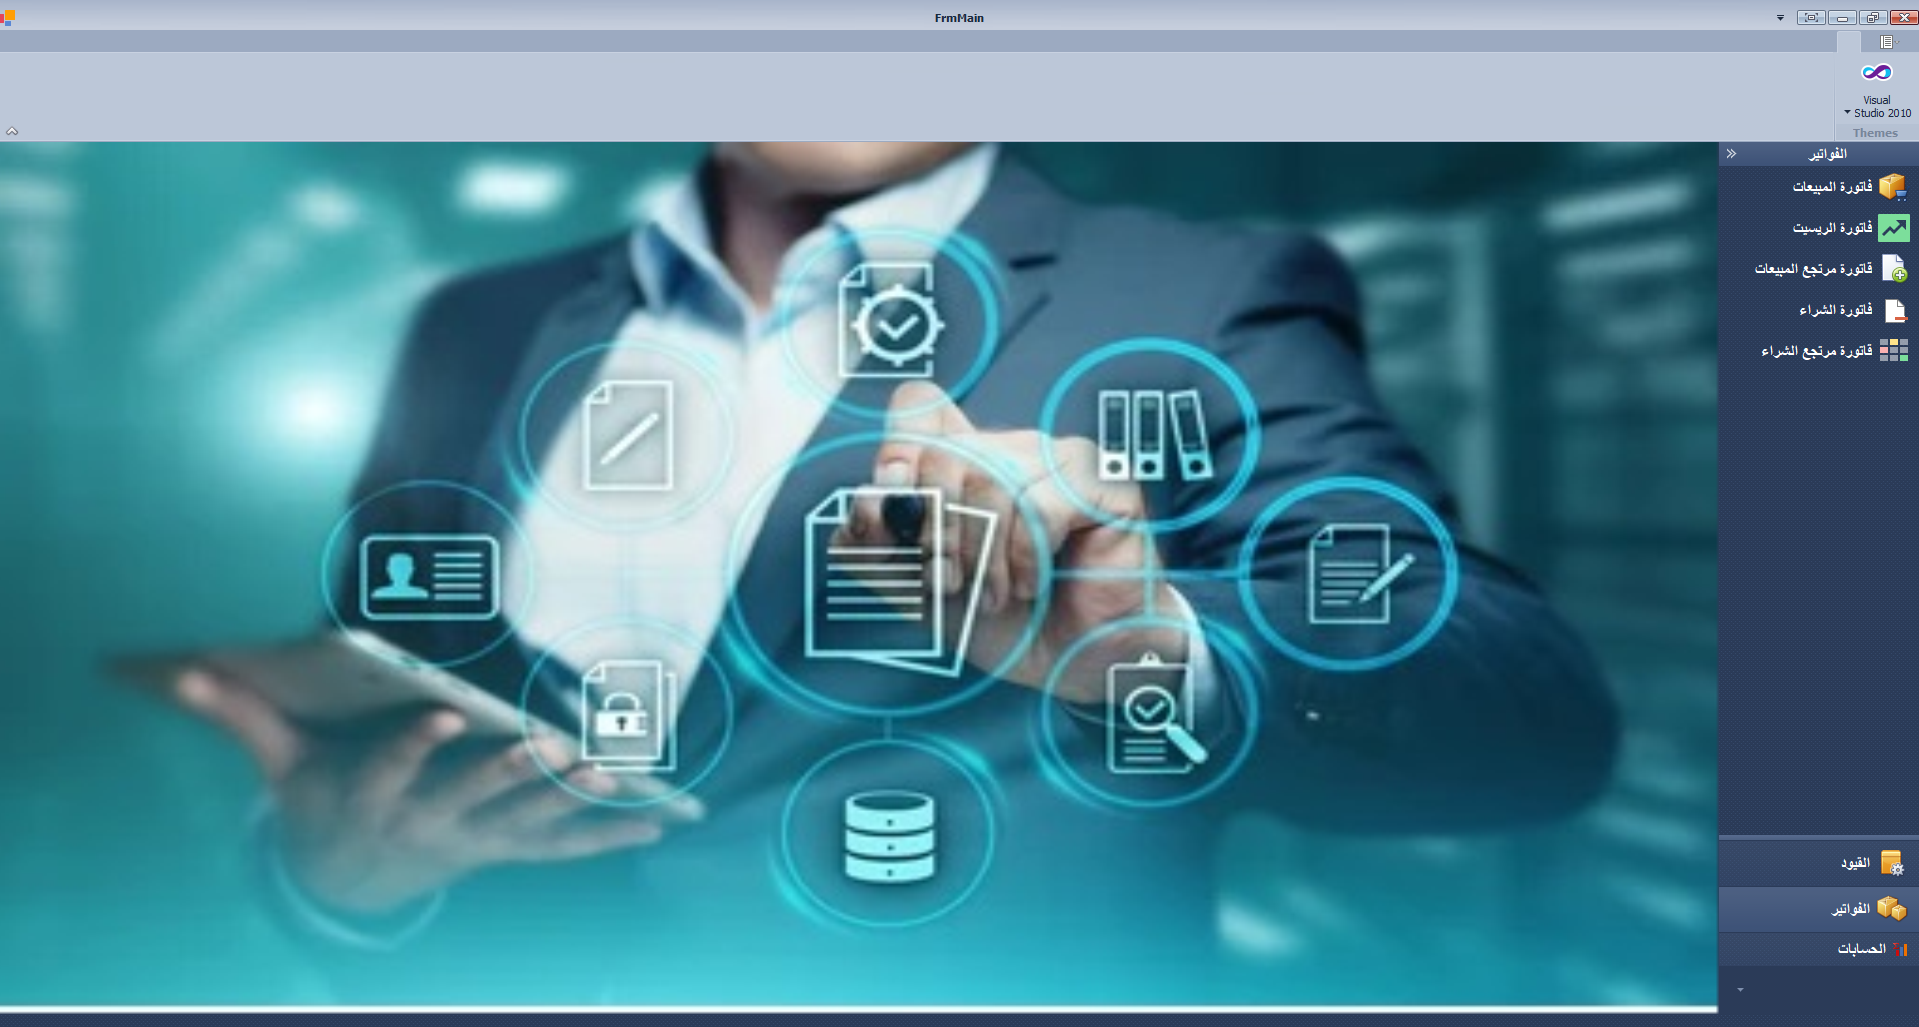 FrmMain
Visual
Studio 2010
Themes
الفواتير
فاتورة المبيعات
فاتورة الريسيت
فاتورة مرتجع المبيعات
فاتورة الشراء
فاتورة مرتجع الشراء
القيود
الفواتير
الحسابات